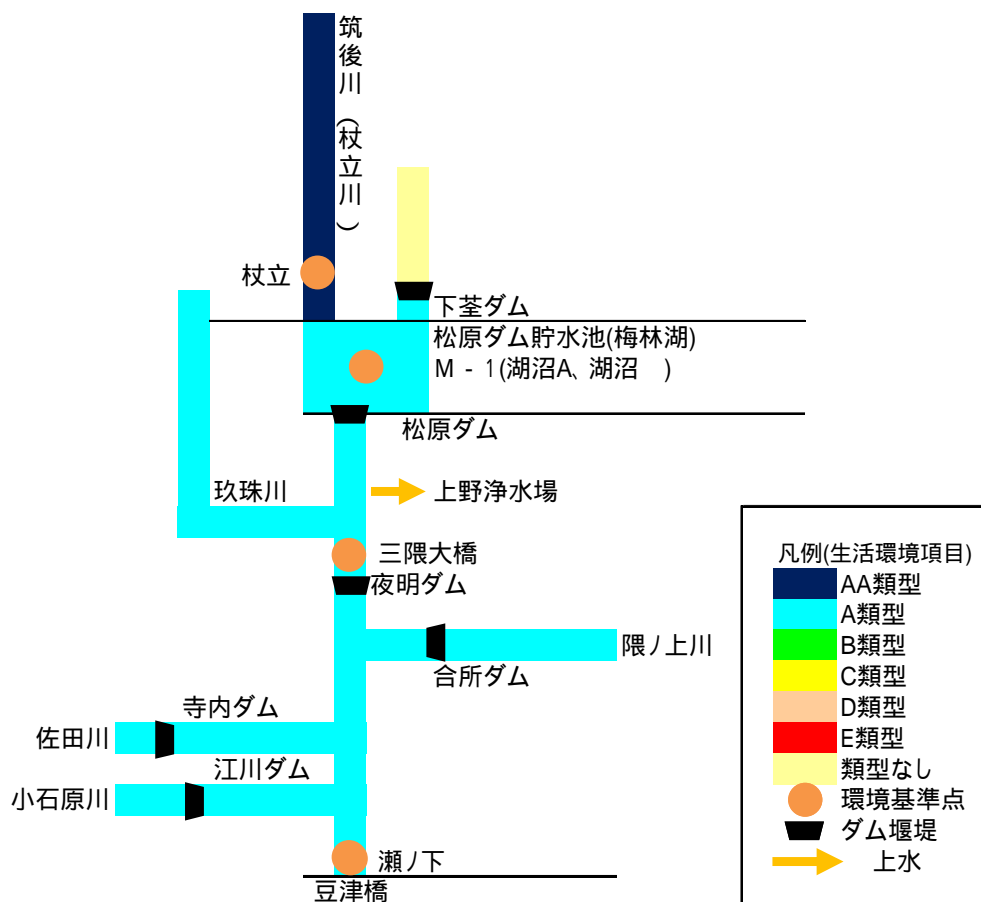 筑後川（杖立川）
杖立
下筌ダム
松原ダム貯水池(梅林湖)
M - 1(湖沼A、湖沼　)
松原ダム
玖珠川
上野浄水場
三隈大橋
夜明ダム
隈ノ上川
合所ダム
寺内ダム
佐田川
江川ダム
小石原川
瀬ノ下
豆津橋
凡例(生活環境項目)
AA類型
A類型
B類型
C類型
D類型
E類型
類型なし
環境基準点
ダム堰堤
上水